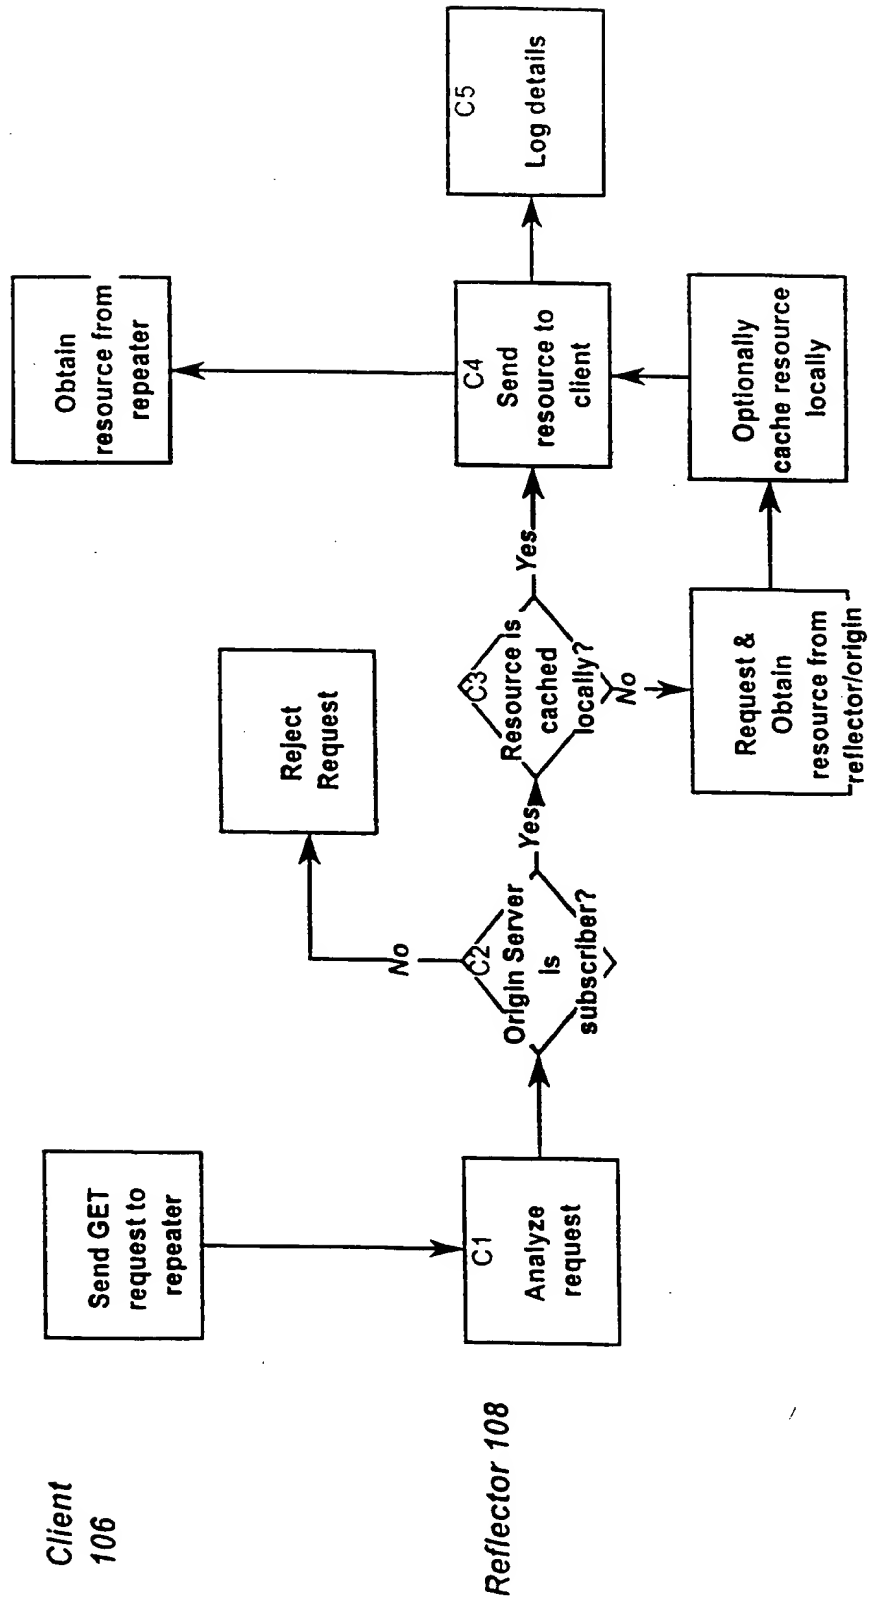 Client
106
Send GET
request to
repeater
Obtain
resource from
repeater
Reject
Request
No
Reflector 108
C1
Analyze
request
C2
Origin Server
is
subscriber?
Yes
C3
Resource is
cached
locally?
Yes
No
C4
Send
resource to
client
C5
Log details
Request &
Obtain
resource from
reflector/origin
Optionally
cache resource
locally